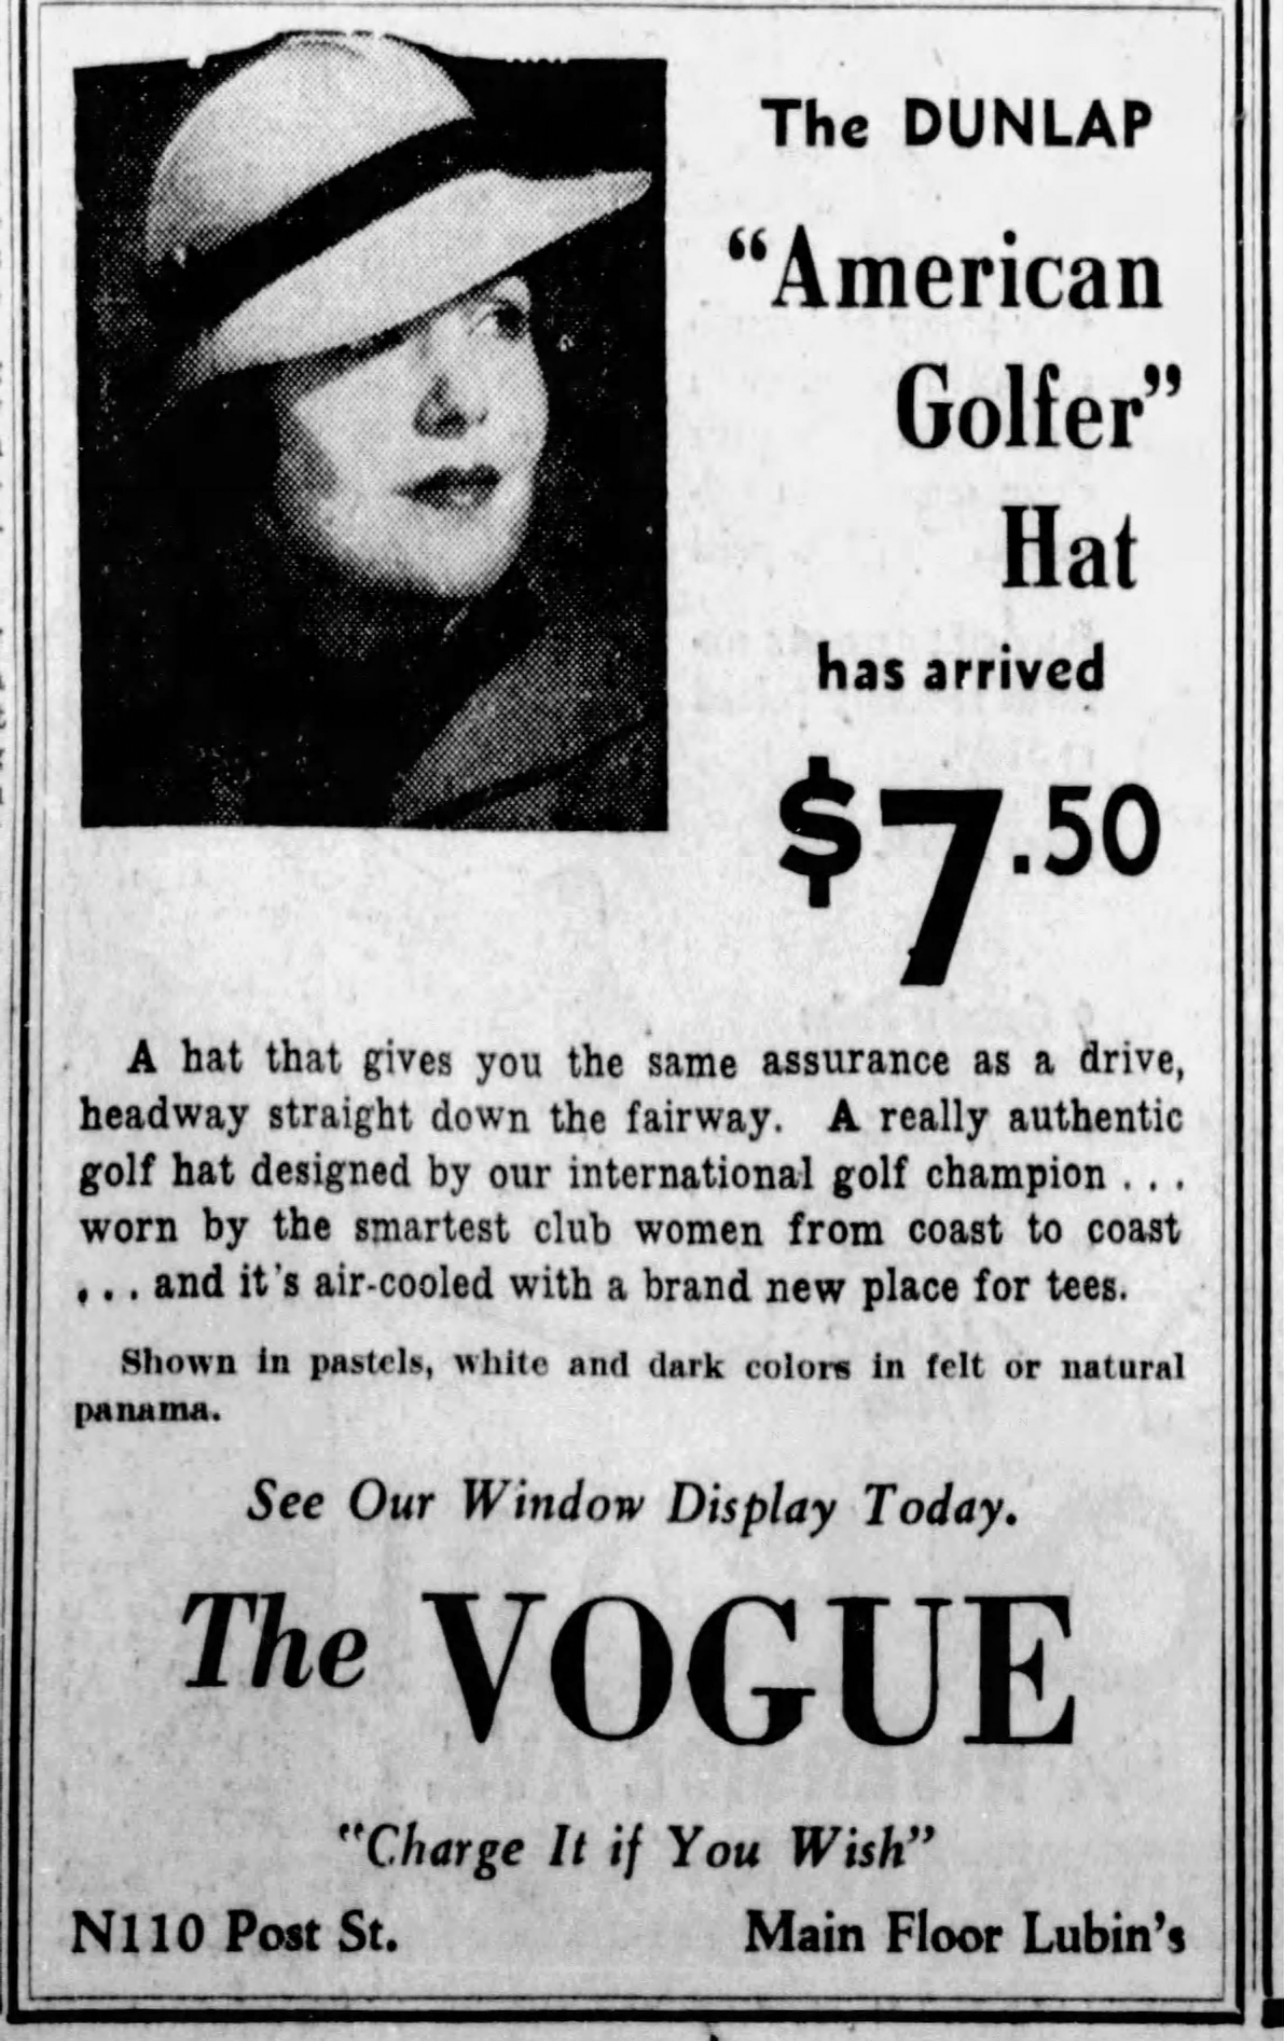 The DUNLAP
“American
Golfer”
Hat
has arrived
$7.50
A hat that gives you the same assurance as a drive,
headway straight down the fairway. A really authentic
golf hat designed by our international golf champion . . .
worn by the smartest club women from coast to coast
. . . and it's air-cooled with a brand new place for tees.
Shown in pastels, white and dark colors in felt or natural
panama.
See Our Window Display Today.
The VOGUE
"Charge It if You Wish"
N110 Post St.
Main Floor Lubin's